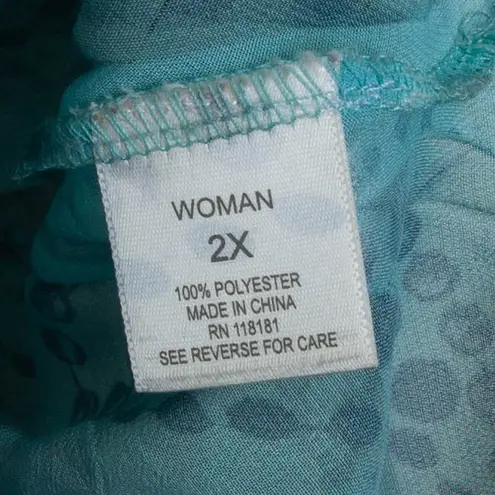 WOMAN
2X
100% POLYESTER
MADE IN CHINA
RN 118181
SEE REVERSE FOR CARE